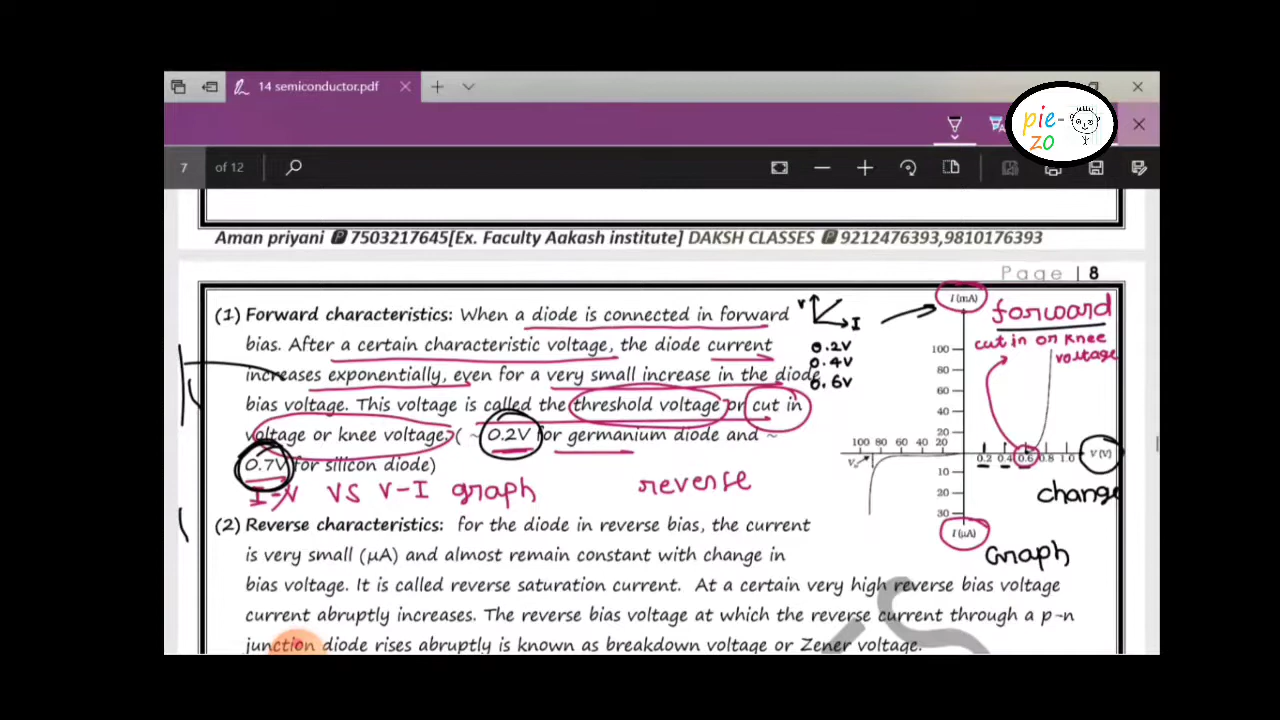 14 semiconductor.pdf
pie-
zo
7 of 12
Aman priyani 7503217645[Ex. Faculty Aakash institute] DAKSH CLASSES 9212476393,9810176393
Page | 8
(1) Forward characteristics: When a diode is connected in forward
bias. After a certain characteristic voltage, the diode current
increases exponentially, even for a very small increase in the diode
bias voltage. This voltage is called the threshold voltage or cut in
voltage or knee voltage. ( ~ 0.2V for germanium diode and ~
0.7V for silicon diode)
I-V vs V-I graph
reverse
V
I
0.2V
0.4V
0.6V
I (mA)
forward
cut in or knee
voltage
100
80
60
40
20
100 80 60 40 20
0.2 0.4 0.6 0.8 1.0 V (V)
10
20
30
I (μA)
change
Graph
(2) Reverse characteristics: for the diode in reverse bias, the current
is very small (μA) and almost remain constant with change in
bias voltage. It is called reverse saturation current. At a certain very high reverse bias voltage
current abruptly increases. The reverse bias voltage at which the reverse current through a p-n
junction diode rises abruptly is known as breakdown voltage or Zener voltage.